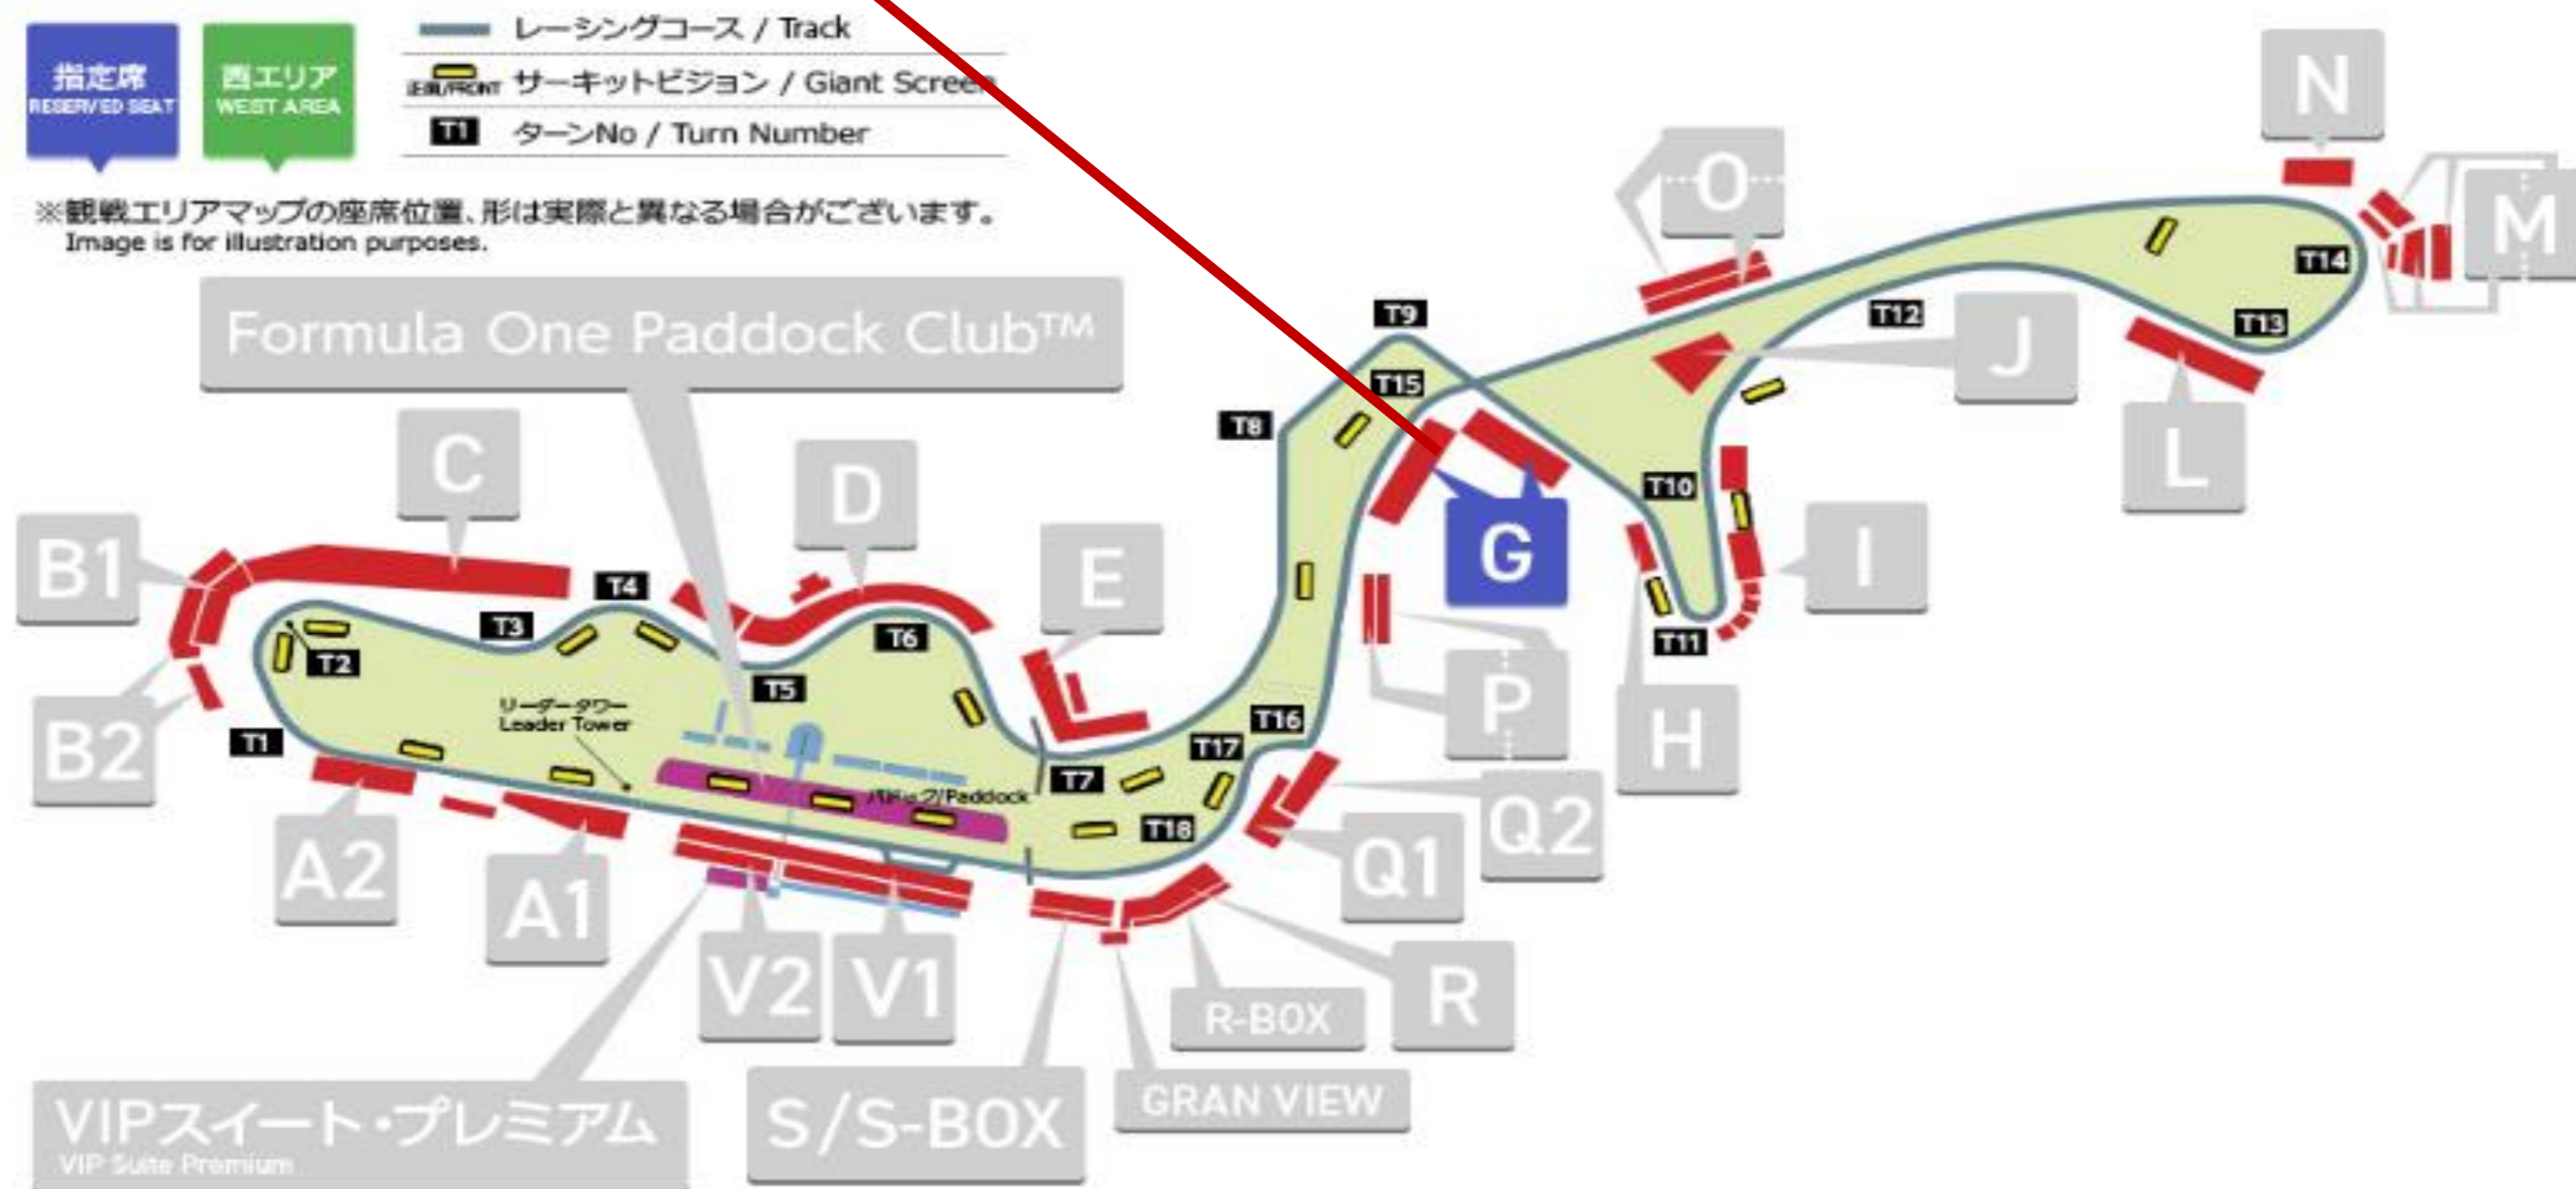 指定席
RESERVED SEAT
西エリア
WEST AREA
レーシングコース / Track
正面/FRONT サーキットビジョン / Giant Screen
T1 ターンNo / Turn Number
※観戦エリアマップの座席位置、形は実際と異なる場合がございます。
Image is for illustration purposes.
N
O
M
T14
T9
T12
T13
Formula One Paddock Club™
J
T15
T8
L
C
D
T10
G
I
B1
E
T4
T3
T6
T11
T2
T5
P
H
リーダータワー
Leader Tower
T16
B2
T1
T17
T7
パドック/Paddock
Q2
T18
A2
A1
Q1
V2
V1
R
R-BOX
VIPスイート・プレミアム
VIP Suite Premium
S/S-BOX
GRAN VIEW